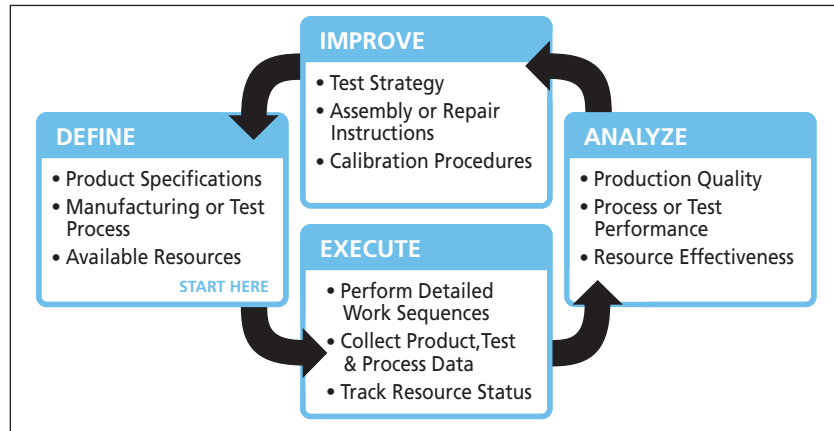 IMPROVE
• Test Strategy
• Assembly or Repair
Instructions
• Calibration Procedures
DEFINE
• Product Specifications
• Manufacturing or Test
Process
• Available Resources
START HERE
ANALYZE
• Production Quality
• Process or Test
Performance
• Resource Effectiveness
EXECUTE
• Perform Detailed
Work Sequences
• Collect Product,Test
& Process Data
• Track Resource Status